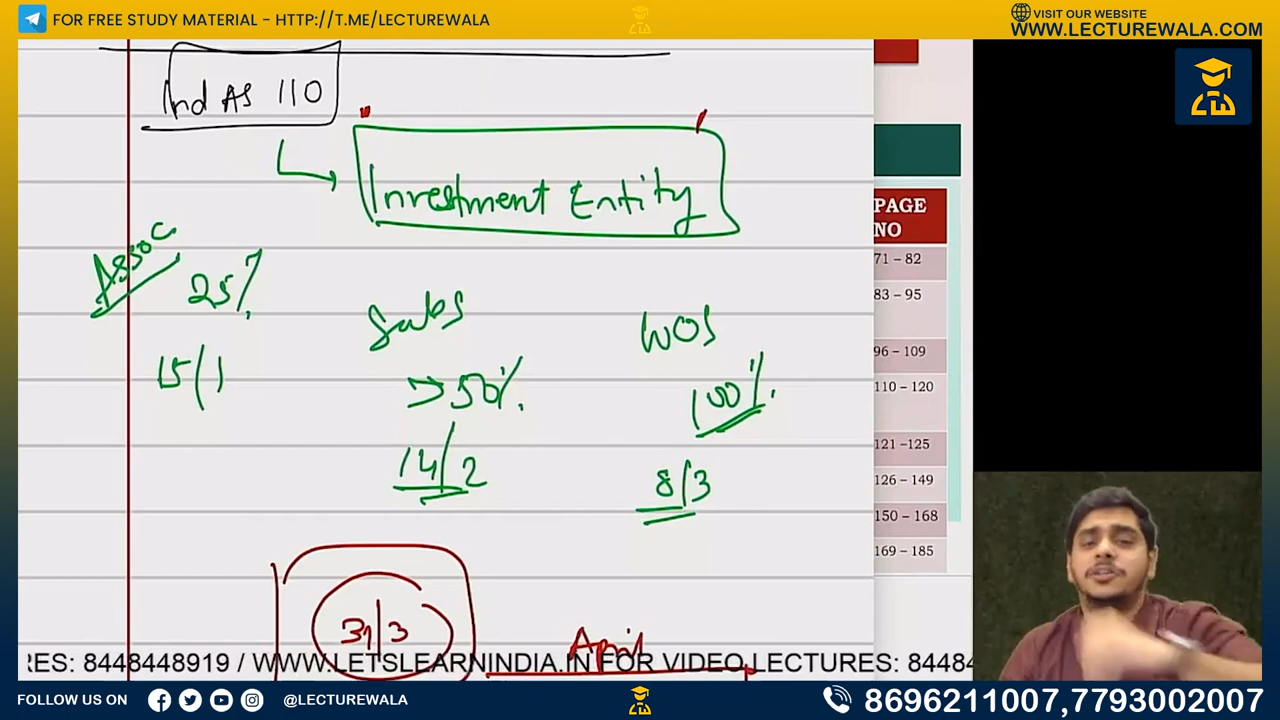 FOR FREE STUDY MATERIAL - HTTP://T.ME/LECTUREWALA
VISIT OUR WEBSITE
WWW.LECTUREWALA.COM
Ind AS 110
Investment Entity
Assoc
25%
15/1
Subs
>50%
14/2
WOS
100%
8/3
31/3
April
PAGE
NO
71 – 82
83 – 95
96 – 109
110 – 120
121 –125
126 – 149
150 – 168
169 – 185
RES: 8448448919 / WWW.LETSLEARNINDIA.IN FOR VIDEO LECTURES: 84484
FOLLOW US ON
@LECTUREWALA
8696211007,7793002007